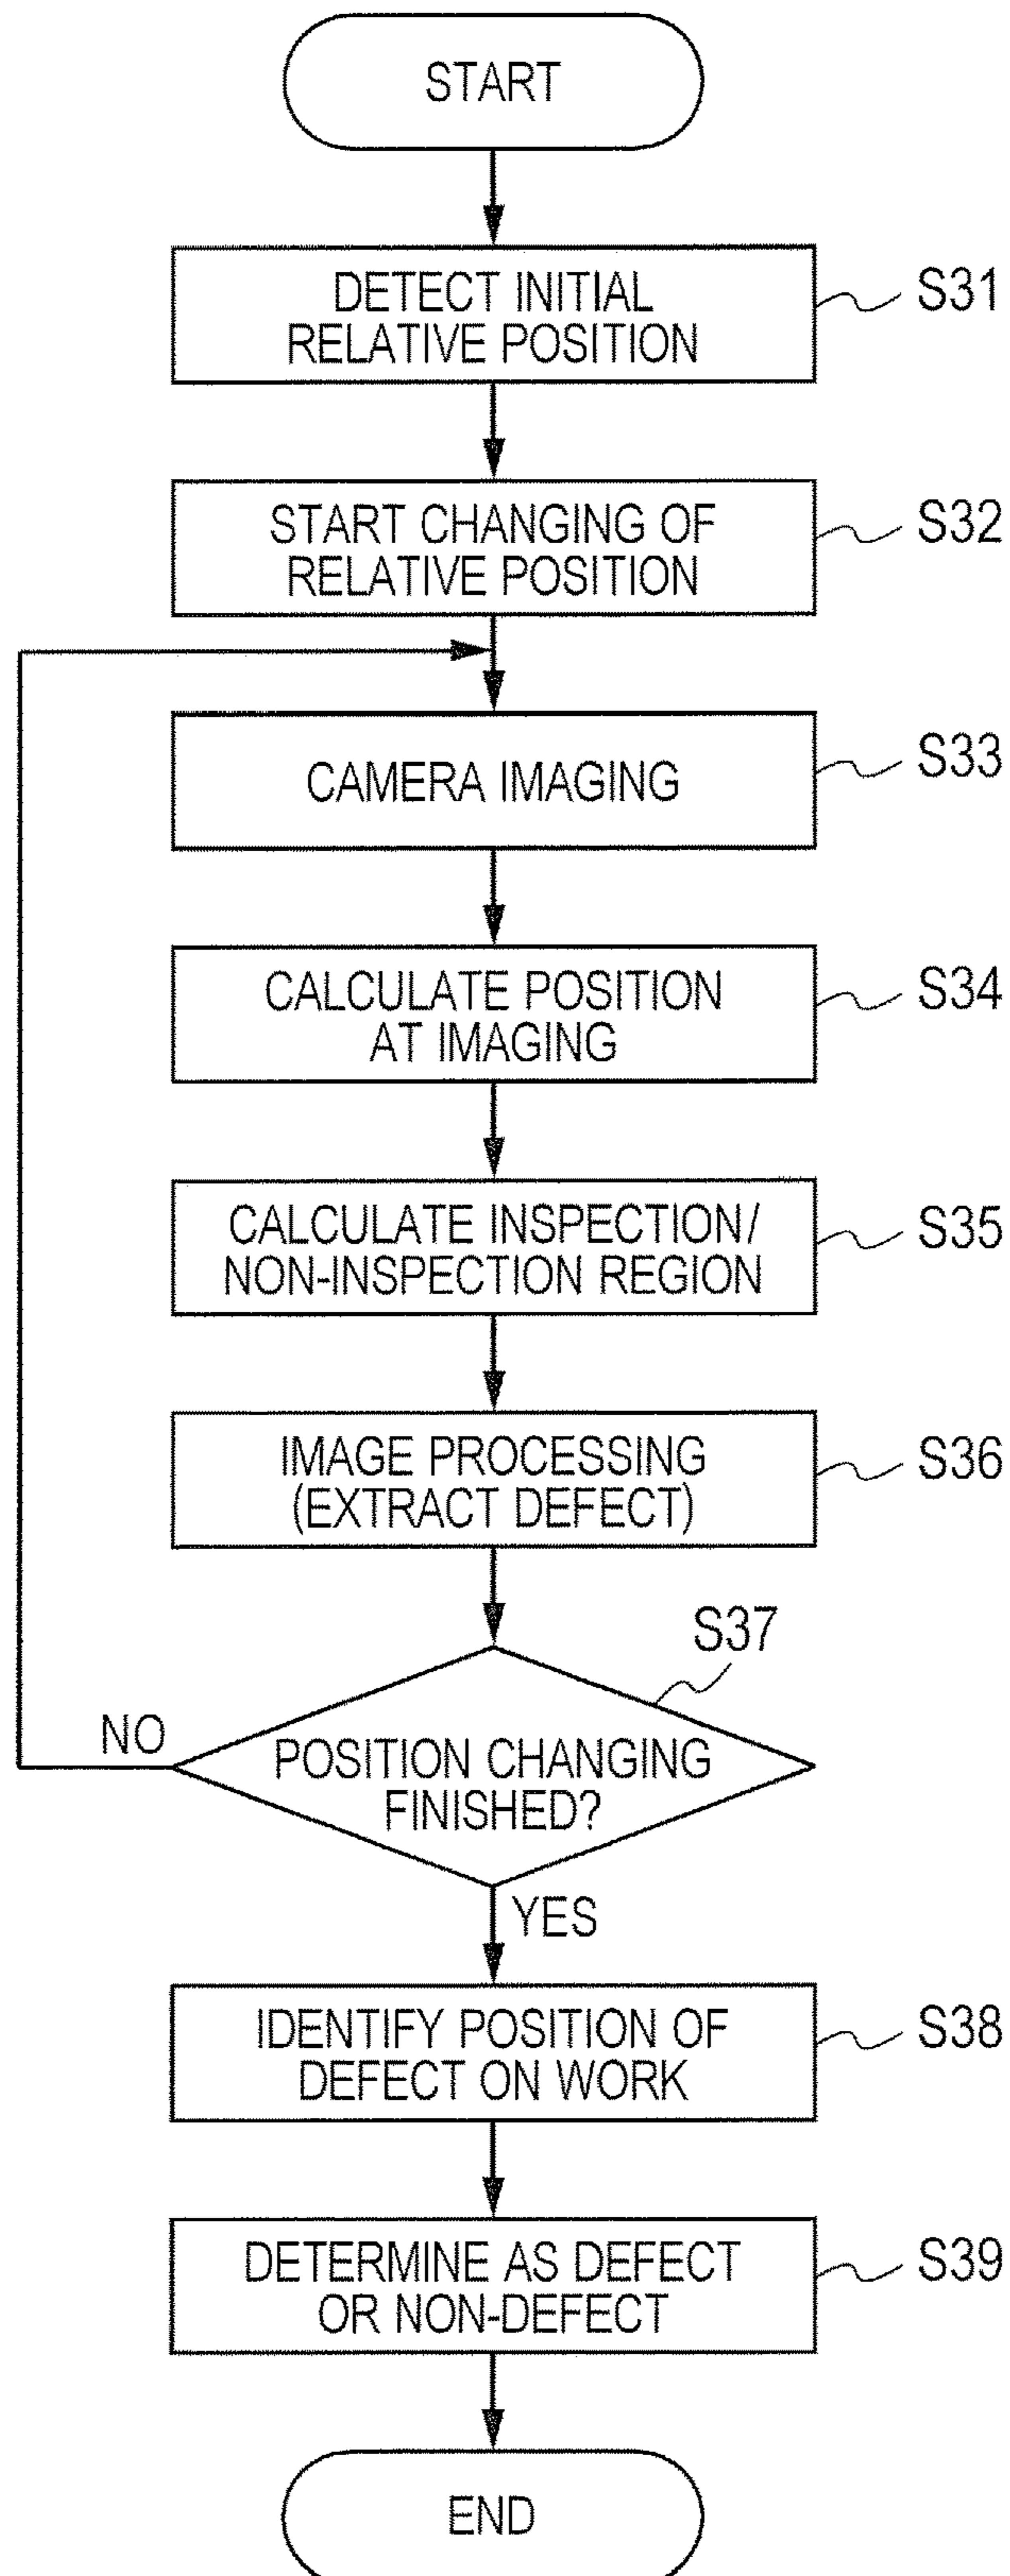 START
DETECT INITIAL
RELATIVE POSITION
S31
START CHANGING OF
RELATIVE POSITION
S32
CAMERA IMAGING
S33
CALCULATE POSITION
AT IMAGING
S34
CALCULATE INSPECTION/
NON-INSPECTION REGION
S35
IMAGE PROCESSING
(EXTRACT DEFECT)
S36
S37
NO
POSITION CHANGING
FINISHED?
YES
IDENTIFY POSITION OF
DEFECT ON WORK
S38
DETERMINE AS DEFECT
OR NON-DEFECT
S39
END